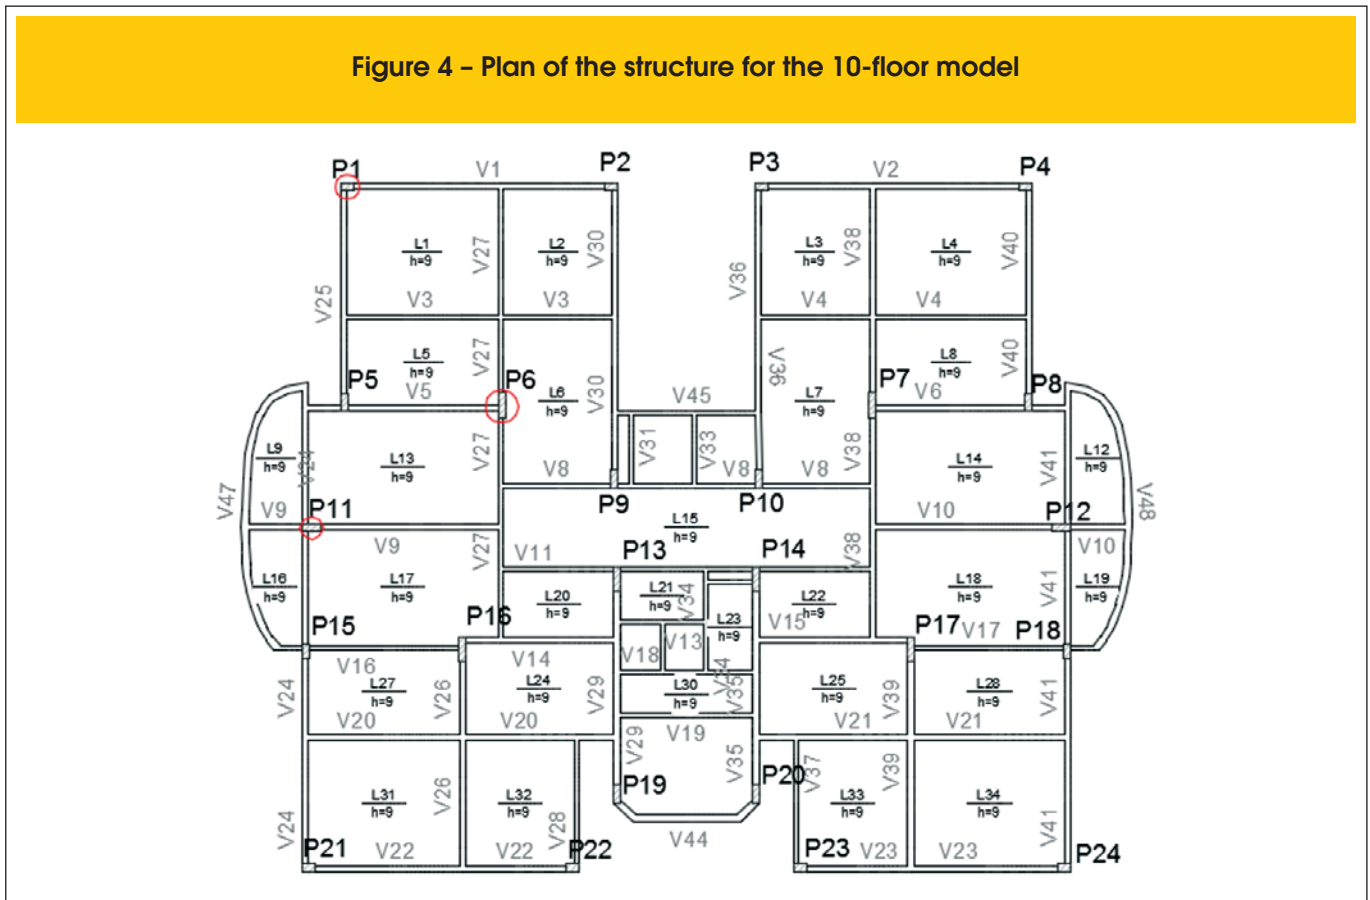 Figure 4 – Plan of the structure for the 10-floor model
P1 V1 P2 P3 V2 P4
L1 h=9 V27 L2 h=9 V30 L3 h=9 V38 L4 h=9 V40
V25 V3 V3 V36 V4 V4
L5 h=9 V27 L8 h=9 V40
P5 V5 P6 L6 h=9 V30 V45 V36 L7 h=9 P7 V6 P8
V47 L9 h=9 V24 L13 h=9 V27 V8 V31 V33 V8 V8 V38 L14 h=9 V41 L12 h=9 V48
V9 P11 P9 P10 V10 P12
V9 V27 V11 L15 h=9 V38 V10
L16 h=9 L17 h=9 P13 P14 L18 h=9 V41 L19 h=9
L20 h=9 L21 h=9 V34 L22 h=9
P15 P16 L23 h=9 V15 P17 V17 P18
V16 V14 V18 V13
V24 L27 h=9 V26 L24 h=9 V29 L30 h=9 V34 V35 L25 h=9 V39 L28 h=9 V41
V20 V20 V19 V21 V21
V29 V35 V37 V39
L31 h=9 V26 L32 h=9 P19 P20 L33 h=9 L34 h=9
V24 V28 V44 V41
P21 V22 V22 P22 P23 V23 V23 P24